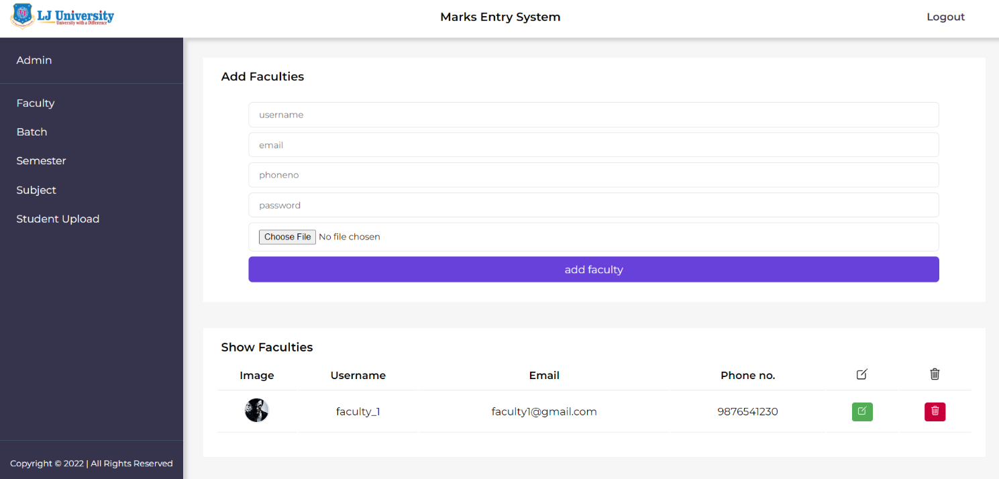 LJ University
University with a Difference
Marks Entry System
Logout
Admin
Faculty
Batch
Semester
Subject
Student Upload
Copyright © 2022 | All Rights Reserved
Add Faculties
username
email
phoneno
password
Choose File No file chosen
add faculty
Show Faculties
Image Username Email Phone no.
faculty_1 faculty1@gmail.com 9876541230